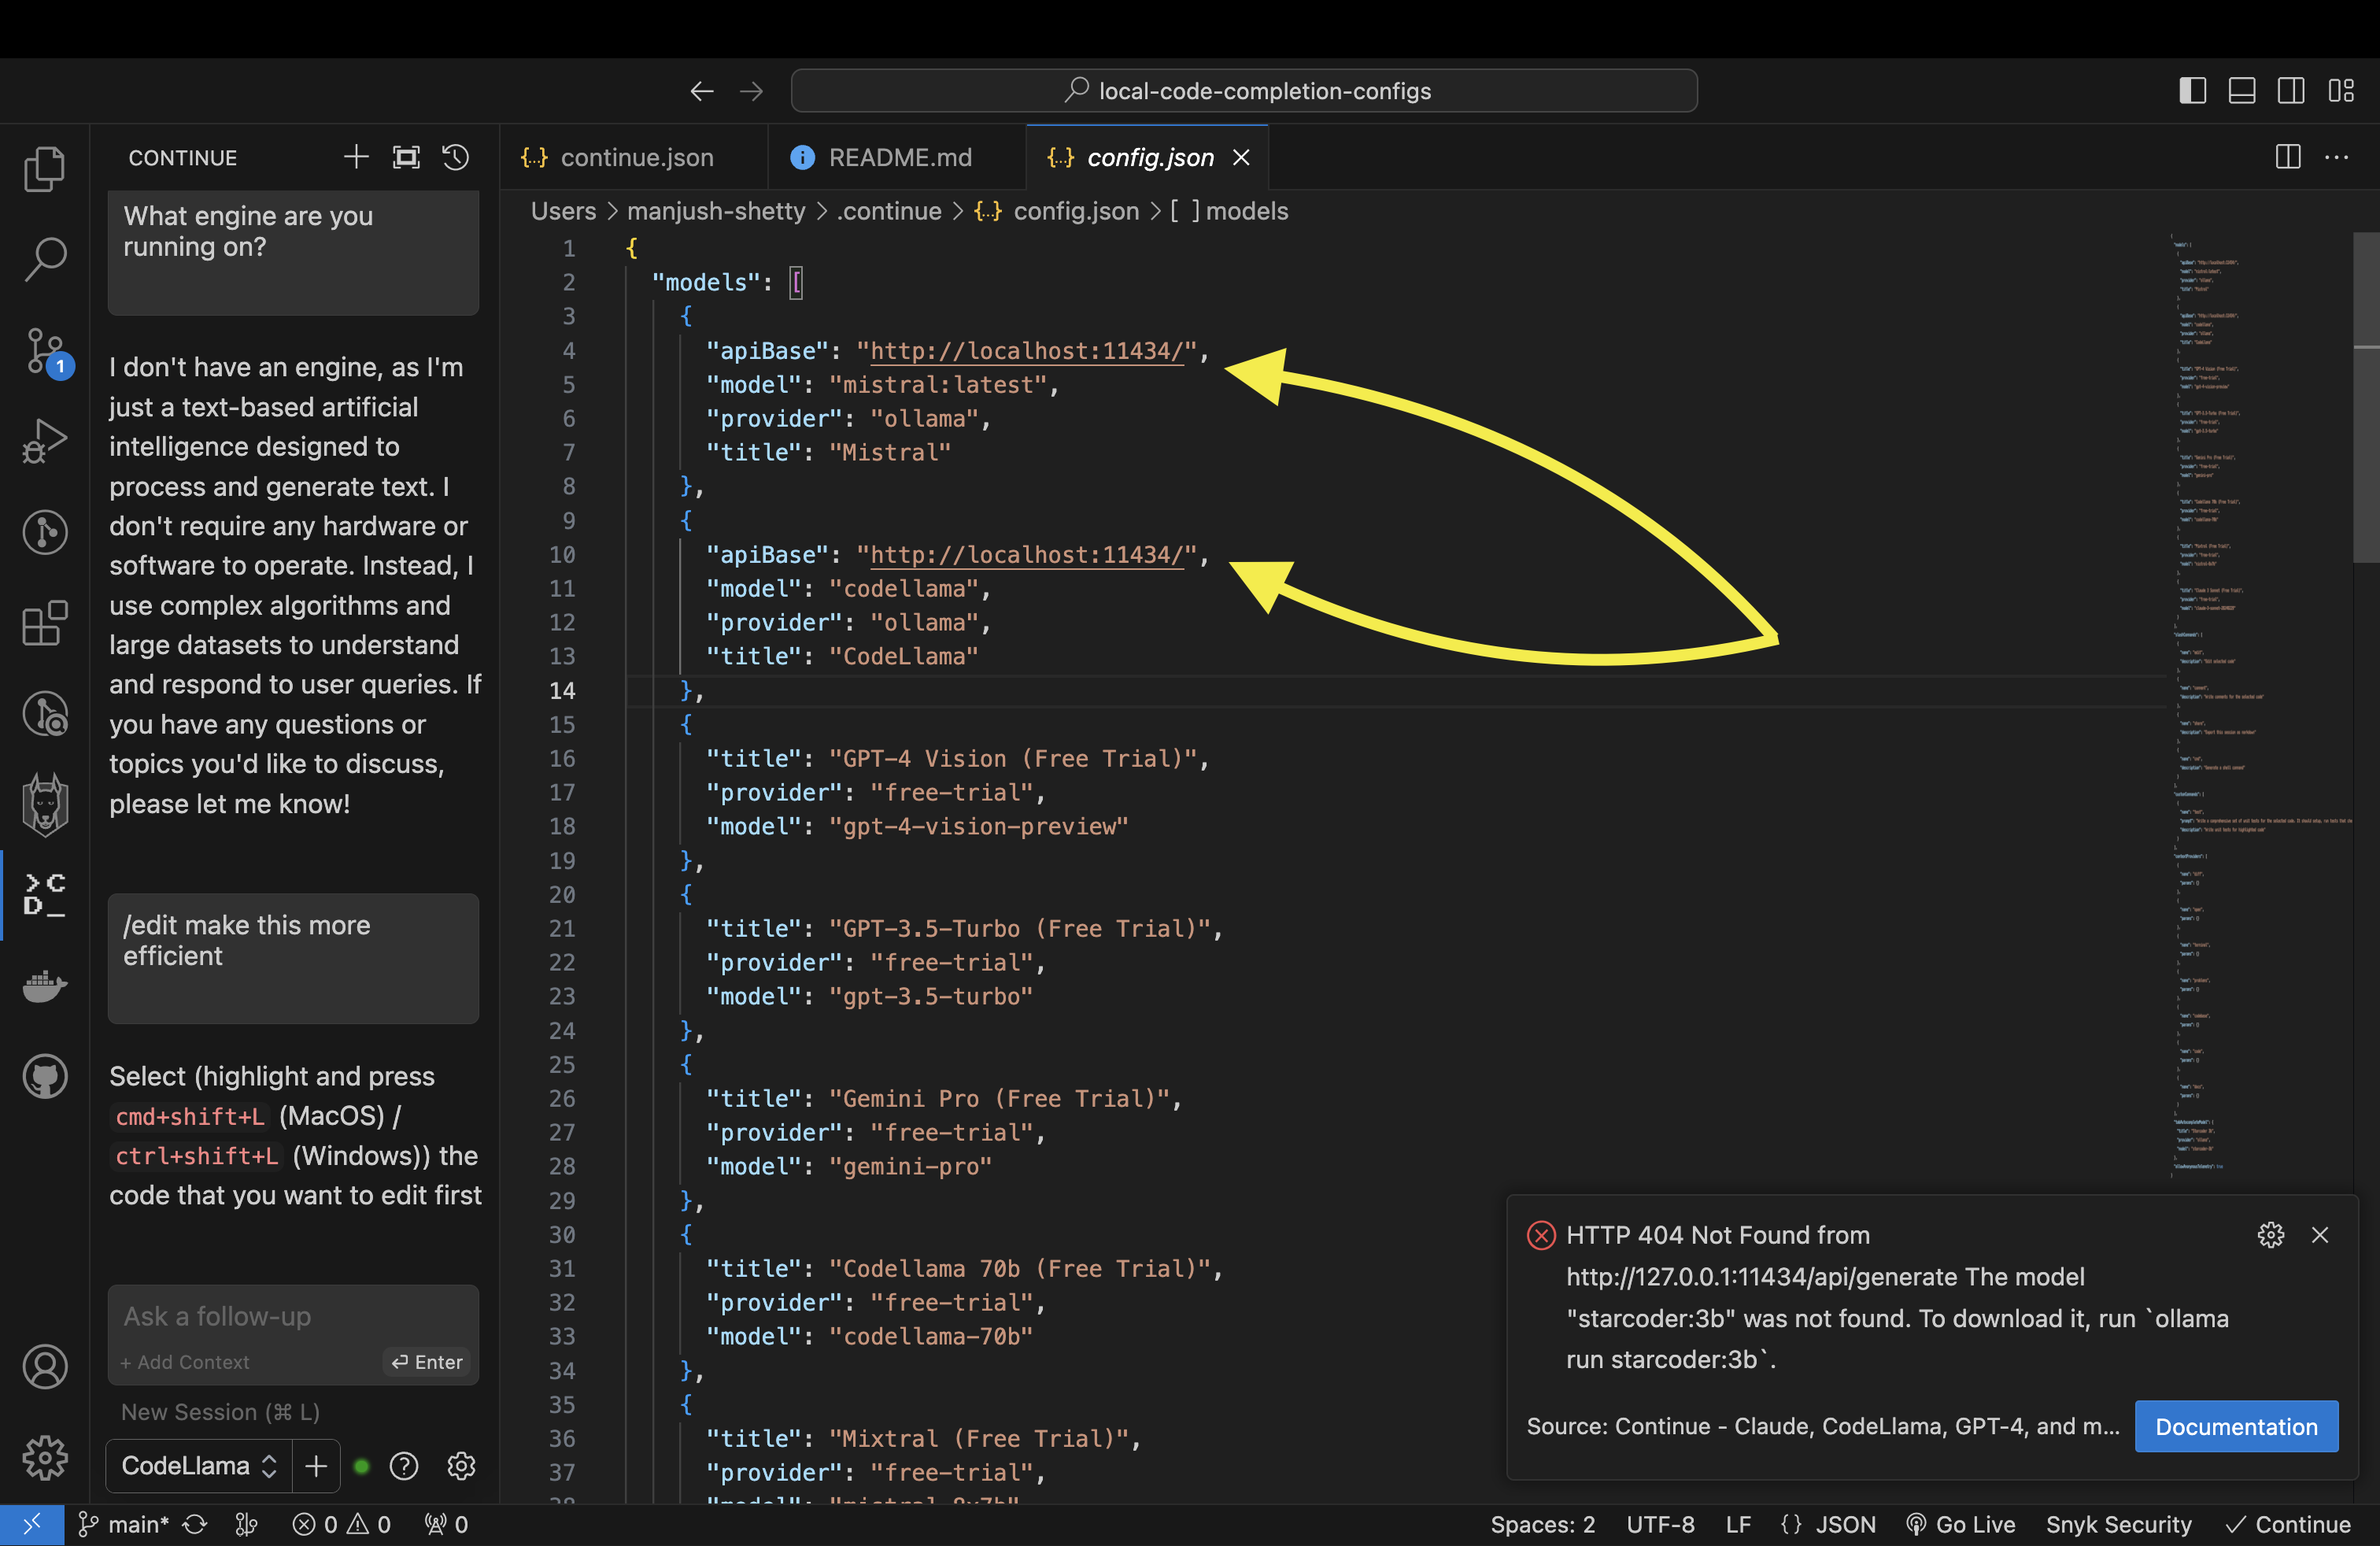 local-code-completion-configs
CONTINUE
What engine are you
running on?
I don't have an engine, as I'm
just a text-based artificial
intelligence designed to
process and generate text. I
don't require any hardware or
software to operate. Instead, I
use complex algorithms and
large datasets to understand
and respond to user queries. If
you have any questions or
topics you'd like to discuss,
please let me know!
/edit make this more
efficient
Select (highlight and press
cmd+shift+L (MacOS) /
ctrl+shift+L (Windows)) the
code that you want to edit first
Ask a follow-up
+ Add Context
Enter
New Session (⌘ L)
CodeLlama
1
>C
D_
{..} continue.json
README.md
{..} config.json
Users > manjush-shetty > .continue > {..} config.json > [ ] models
1 {
2 "models": [
3 {
4 "apiBase": "http://localhost:11434/",
5 "model": "mistral:latest",
6 "provider": "ollama",
7 "title": "Mistral"
8 },
9 {
10 "apiBase": "http://localhost:11434/",
11 "model": "codellama",
12 "provider": "ollama",
13 "title": "CodeLlama"
14 },
15 {
16 "title": "GPT-4 Vision (Free Trial)",
17 "provider": "free-trial",
18 "model": "gpt-4-vision-preview"
19 },
20 {
21 "title": "GPT-3.5-Turbo (Free Trial)",
22 "provider": "free-trial",
23 "model": "gpt-3.5-turbo"
24 },
25 {
26 "title": "Gemini Pro (Free Trial)",
27 "provider": "free-trial",
28 "model": "gemini-pro"
29 },
30 {
31 "title": "Codellama 70b (Free Trial)",
32 "provider": "free-trial",
33 "model": "codellama-70b"
34 },
35 {
36 "title": "Mixtral (Free Trial)",
37 "provider": "free-trial",
HTTP 404 Not Found from
http://127.0.0.1:11434/api/generate The model
"starcoder:3b" was not found. To download it, run `ollama
run starcoder:3b`.
Source: Continue - Claude, CodeLlama, GPT-4, and m...
Documentation
main* 0 0 0
Spaces: 2 UTF-8 LF {} JSON Go Live Snyk Security Continue